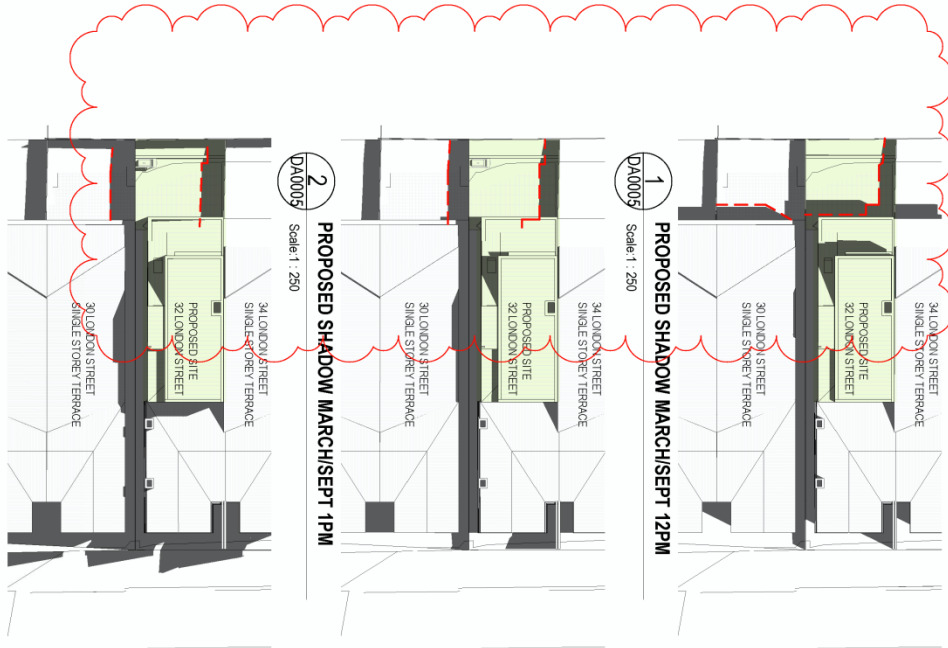 34 LONDON STREET
SINGLE STOREY TERRACE
PROPOSED SITE
32 LONDON STREET
30 LONDON STREET
SINGLE STOREY TERRACE
1
DA0005
PROPOSED SHADOW MARCH/SEPT 12PM
Scale:1 : 250
34 LONDON STREET
SINGLE STOREY TERRACE
PROPOSED SITE
32 LONDON STREET
30 LONDON STREET
SINGLE STOREY TERRACE
2
DA0005
PROPOSED SHADOW MARCH/SEPT 1PM
Scale:1 : 250
34 LONDON STREET
SINGLE STOREY TERRACE
PROPOSED SITE
32 LONDON STREET
30 LONDON STREET
SINGLE STOREY TERRACE